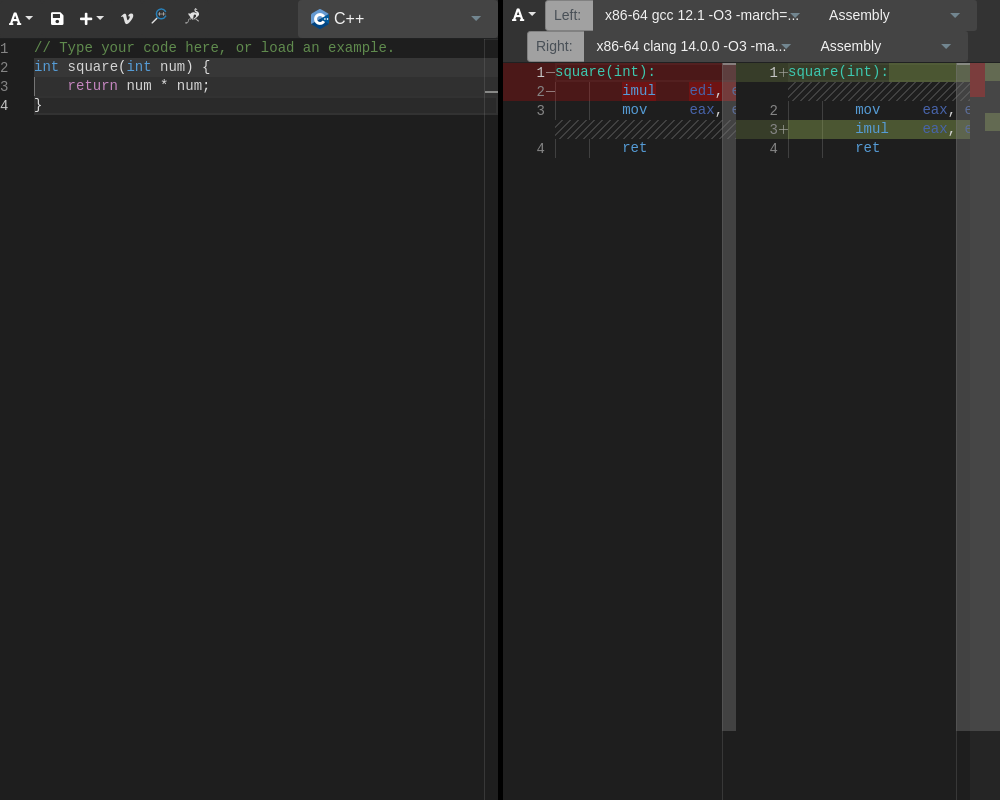 C++
1 // Type your code here, or load an example.
2 int square(int num) {
3     return num * num;
4 }
Left: x86-64 gcc 12.1 -O3 -march=... Assembly
Right: x86-64 clang 14.0.0 -O3 -ma... Assembly
1 − square(int):
2 −         imul    edi,
3         mov     eax,
4         ret
1 + square(int):
2         mov     eax,
3 +         imul    eax,
4         ret